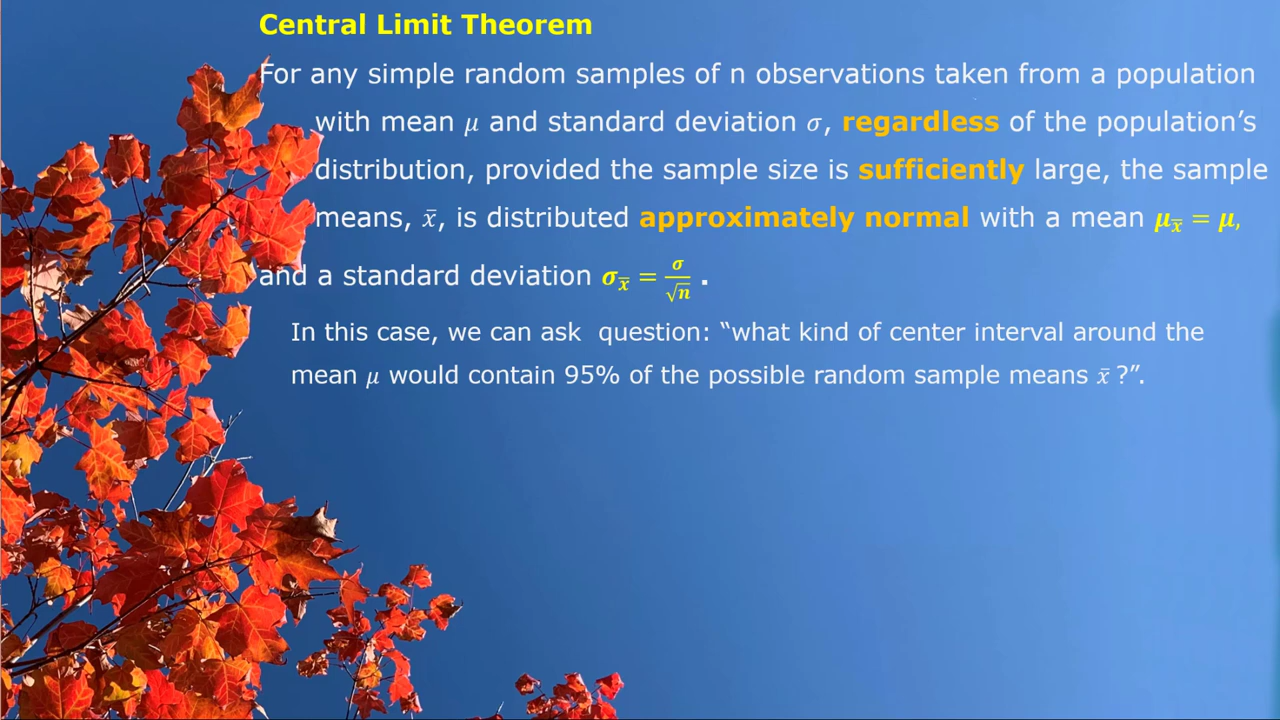 Central Limit Theorem
For any simple random samples of n observations taken from a population
with mean μ and standard deviation σ, regardless of the population’s
distribution, provided the sample size is sufficiently large, the sample
means, x̄, is distributed approximately normal with a mean μ_x̄ = μ,
and a standard deviation σ_x̄ = σ/√n .
In this case, we can ask  question: “what kind of center interval around the
mean μ would contain 95% of the possible random sample means x̄ ?”.